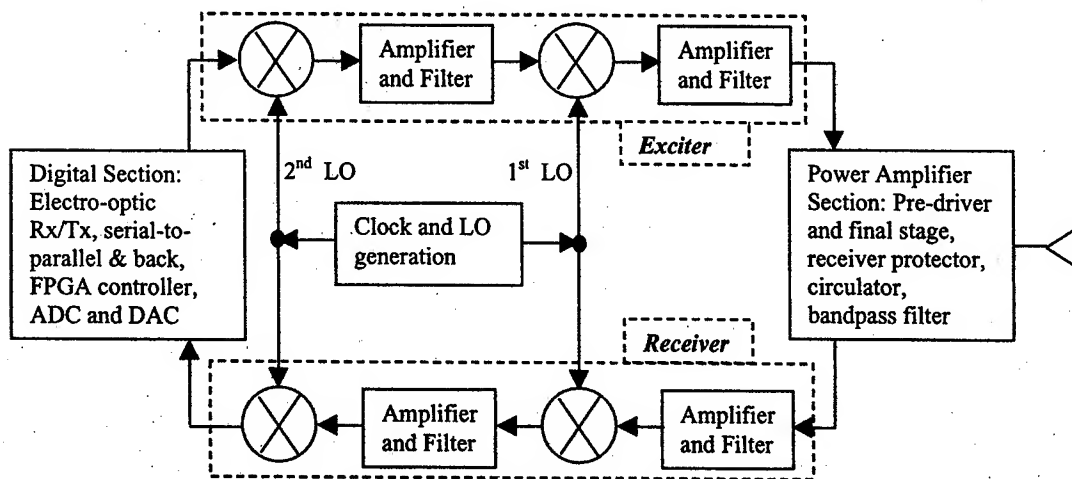 Amplifier
and Filter
Amplifier
and Filter
Exciter
2nd LO
1st LO
Digital Section:
Electro-optic
Rx/Tx, serial-to-
parallel & back,
FPGA controller,
ADC and DAC
Clock and LO
generation
Power Amplifier
Section: Pre-driver
and final stage,
receiver protector,
circulator,
bandpass filter
Receiver
Amplifier
and Filter
Amplifier
and Filter